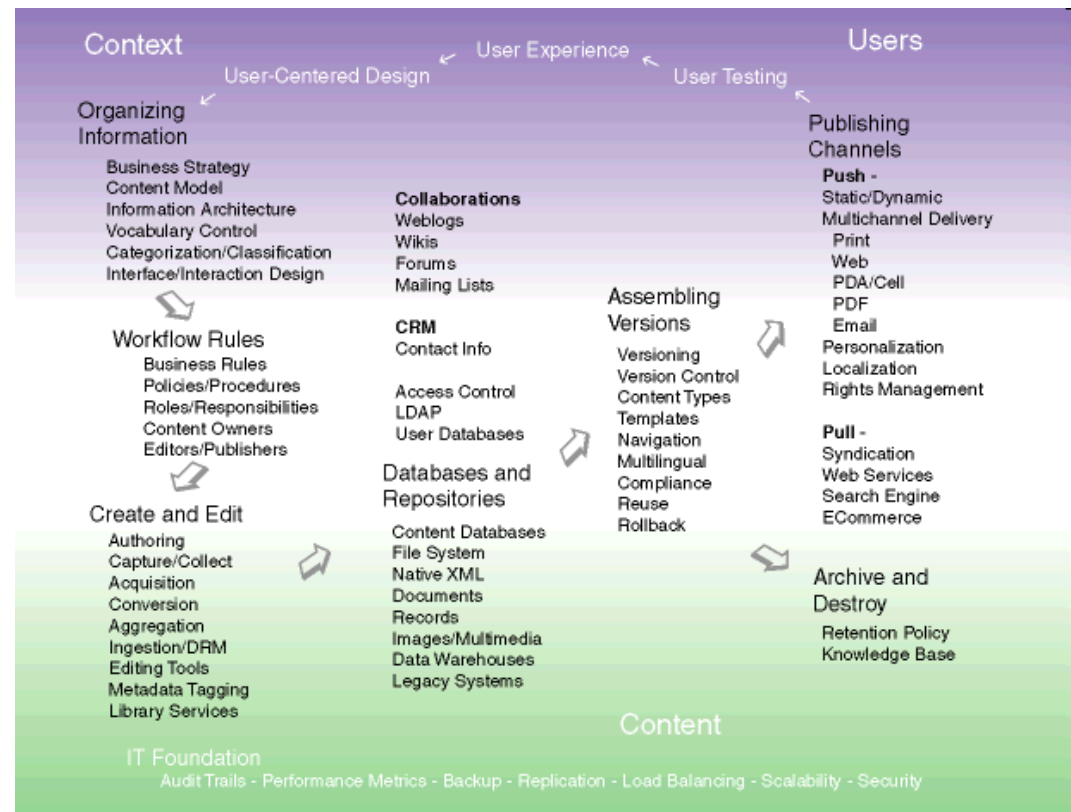 Context
Users
User Experience
User-Centered Design
User Testing
Organizing
Information
Business Strategy
Content Model
Information Architecture
Vocabulary Control
Categorization/Classification
Interface/Interaction Design
Workflow Rules
Business Rules
Policies/Procedures
Roles/Responsibilities
Content Owners
Editors/Publishers
Create and Edit
Authoring
Capture/Collect
Acquisition
Conversion
Aggregation
Ingestion/DRM
Editing Tools
Metadata Tagging
Library Services
Collaborations
Weblogs
Wikis
Forums
Mailing Lists
CRM
Contact Info
Access Control
LDAP
User Databases
Databases and
Repositories
Content Databases
File System
Native XML
Documents
Records
Images/Multimedia
Data Warehouses
Legacy Systems
Assembling
Versions
Versioning
Version Control
Content Types
Templates
Navigation
Multilingual
Compliance
Reuse
Rollback
Publishing
Channels
Push -
Static/Dynamic
Multichannel Delivery
Print
Web
PDA/Cell
PDF
Email
Personalization
Localization
Rights Management
Pull -
Syndication
Web Services
Search Engine
ECommerce
Archive and
Destroy
Retention Policy
Knowledge Base
Content
IT Foundation
Audit Trails - Performance Metrics - Backup - Replication - Load Balancing - Scalability - Security